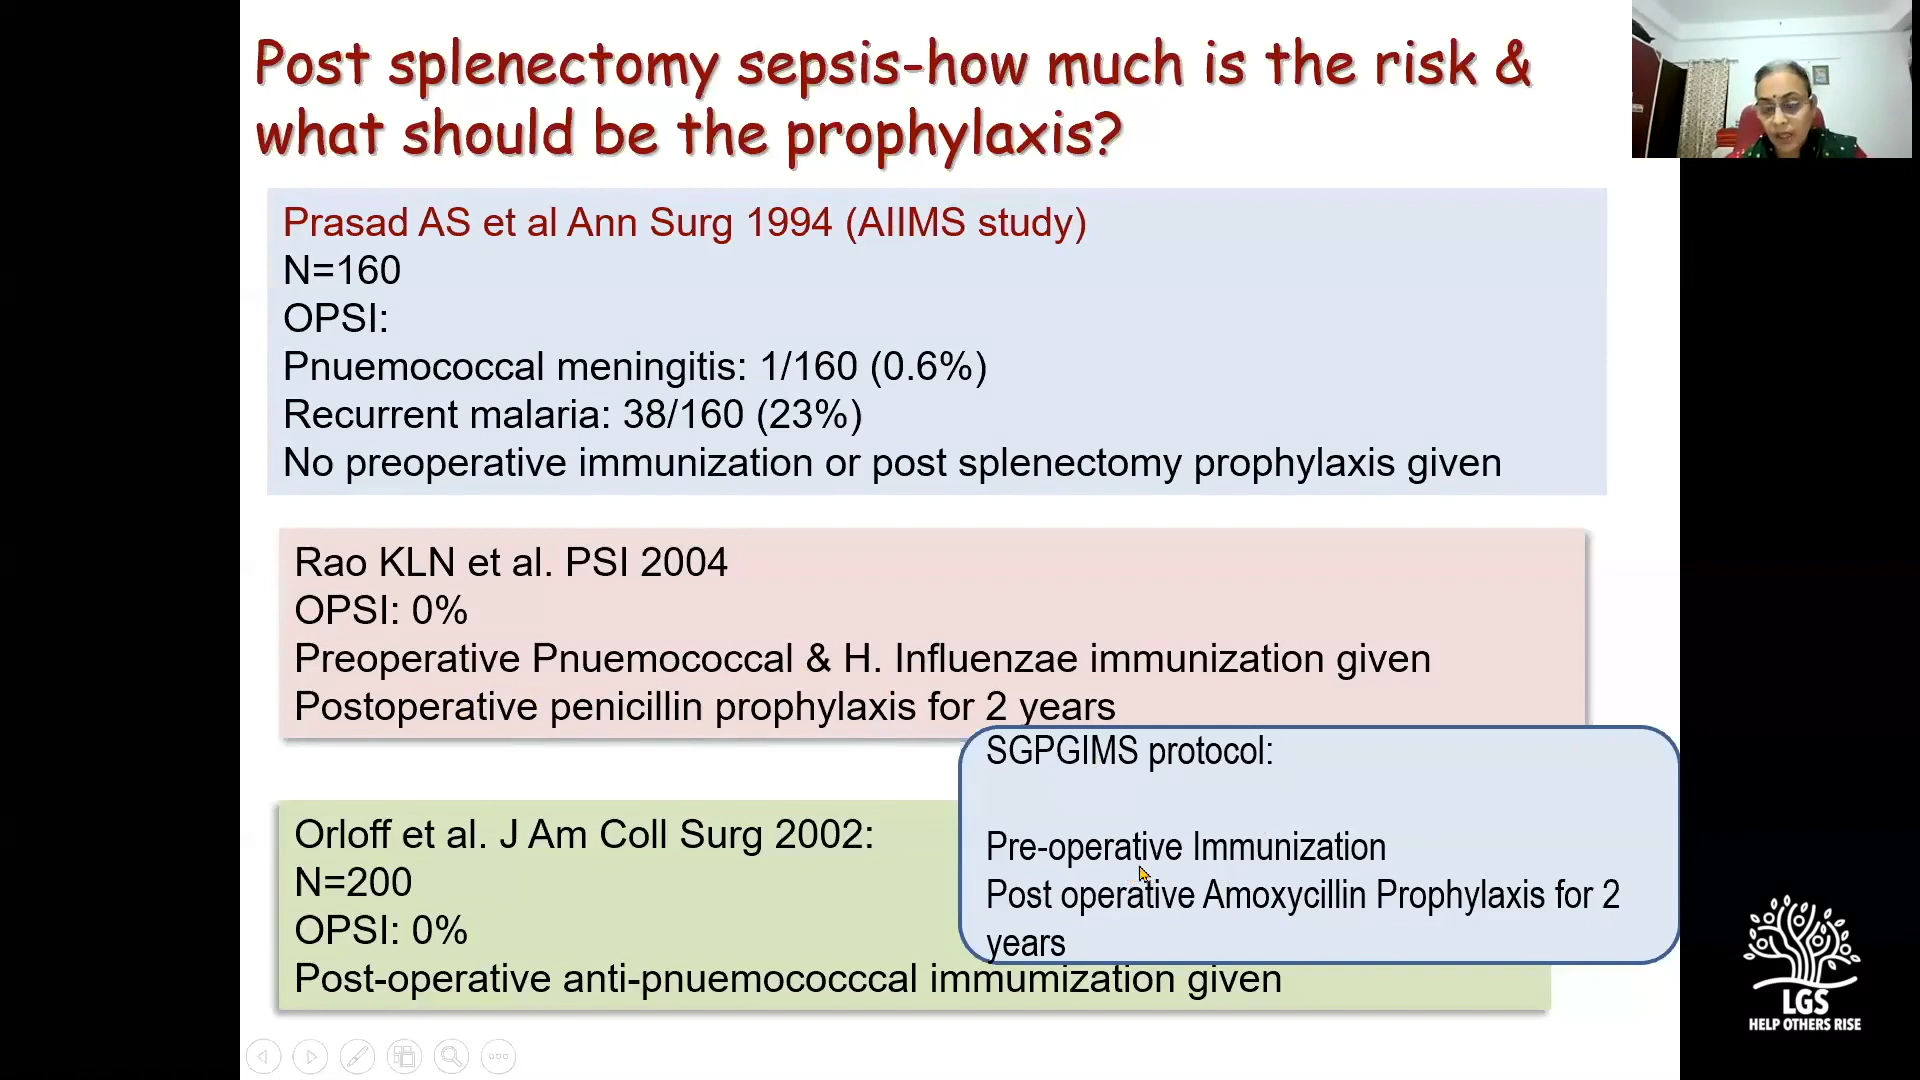 Post splenectomy sepsis-how much is the risk &
what should be the prophylaxis?
Prasad AS et al Ann Surg 1994 (AIIMS study)
N=160
OPSI:
Pnuemococcal meningitis: 1/160 (0.6%)
Recurrent malaria: 38/160 (23%)
No preoperative immunization or post splenectomy prophylaxis given
Rao KLN et al. PSI 2004
OPSI: 0%
Preoperative Pnuemococcal & H. Influenzae immunization given
Postoperative penicillin prophylaxis for 2 years
SGPGIMS protocol:
Pre-operative Immunization
Post operative Amoxycillin Prophylaxis for 2
years
Orloff et al. J Am Coll Surg 2002:
N=200
OPSI: 0%
Post-operative anti-pnuemococccal immumization given
LGS
HELP OTHERS RISE